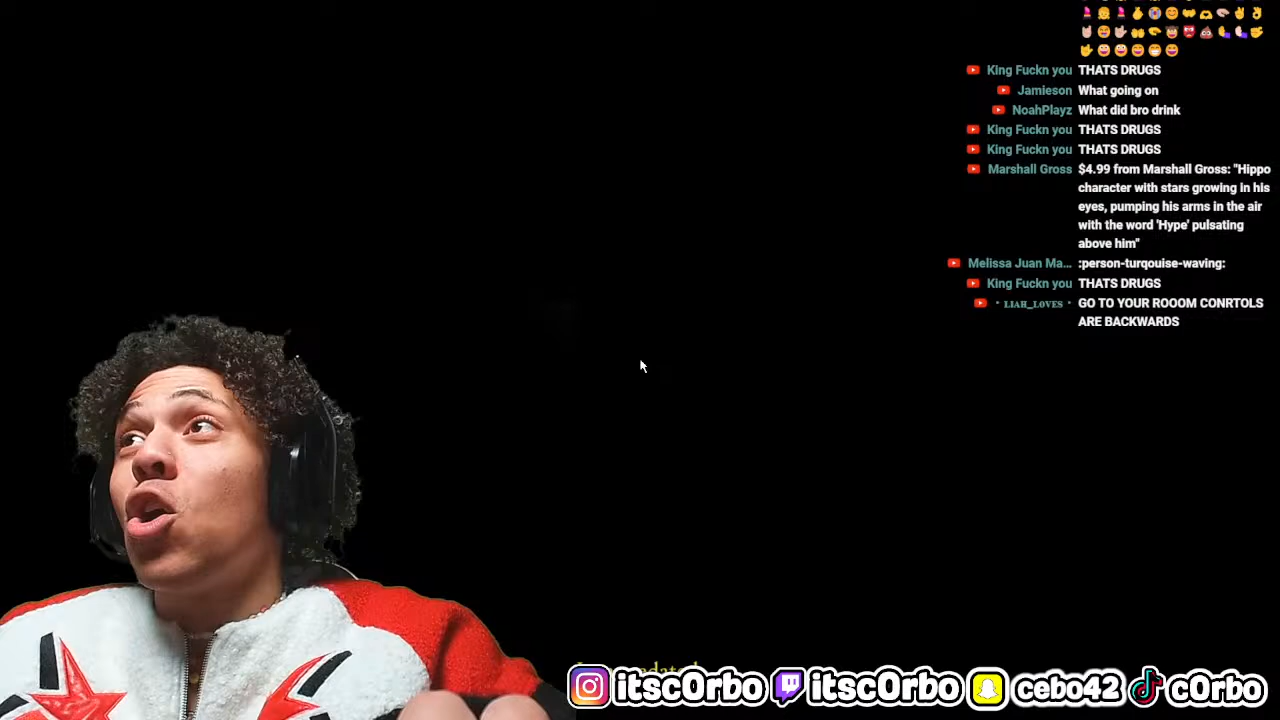 King Fuckn you THATS DRUGS
Jamieson What going on
NoahPlayz What did bro drink
King Fuckn you THATS DRUGS
King Fuckn you THATS DRUGS
Marshall Gross $4.99 from Marshall Gross: "Hippo
character with stars growing in his
eyes, pumping his arms in the air
with the word 'Hype' pulsating
above him"
Melissa Juan Ma... :person-turqouise-waving:
King Fuckn you THATS DRUGS
• ʟɪᴀʜ_ʟᴏᴠᴇs • GO TO YOUR ROOOM CONRTOLS
ARE BACKWARDS
itsc0rbo itsc0rbo cebo42 c0rbo